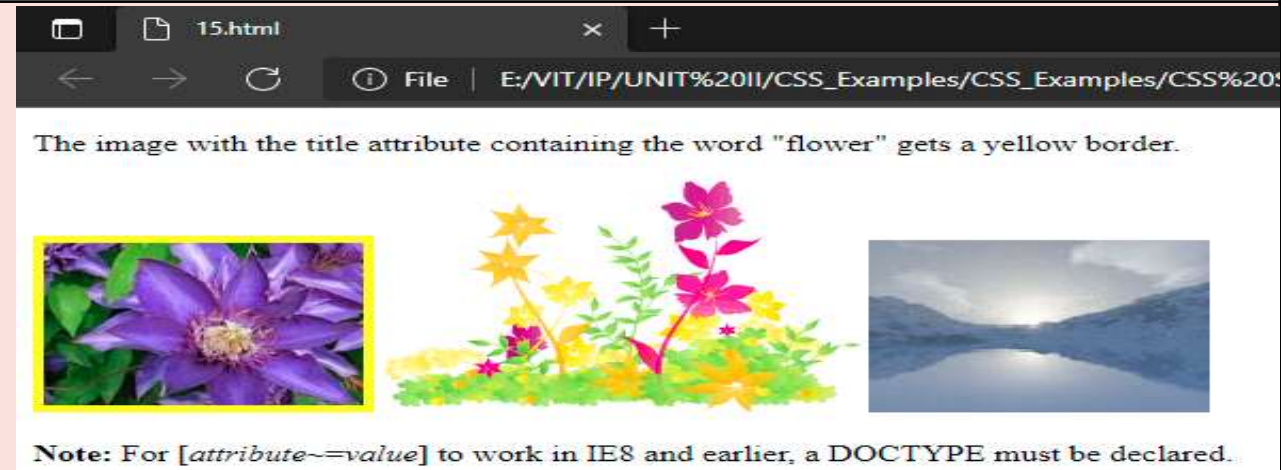 15.html
File | E:/VIT/IP/UNIT%20II/CSS_Examples/CSS_Examples/CSS%20
The image with the title attribute containing the word "flower" gets a yellow border.
Note: For [attribute~=value] to work in IE8 and earlier, a DOCTYPE must be declared.